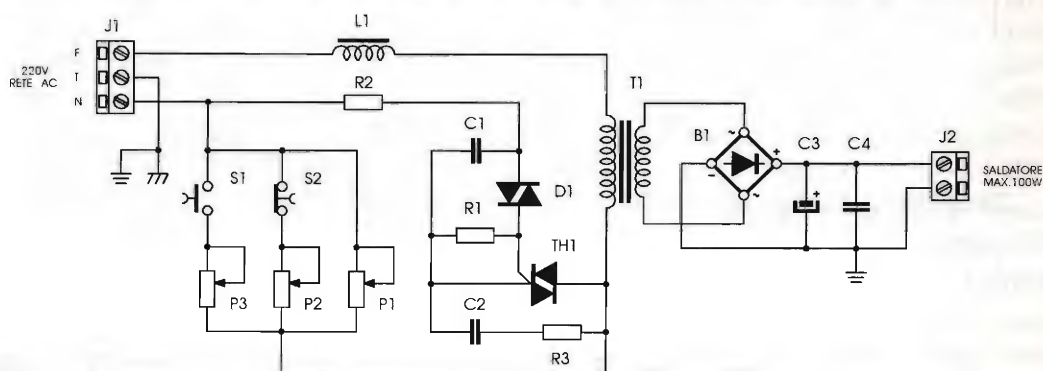 J1
L1
F
220V
RETE AC
T
N
R2
T1
C1
B1
~
+
−
~
C3
C4
J2
+
SALDATORE
MAX.100W
S1
S2
D1
R1
TH1
P3
P2
P1
C2
R3